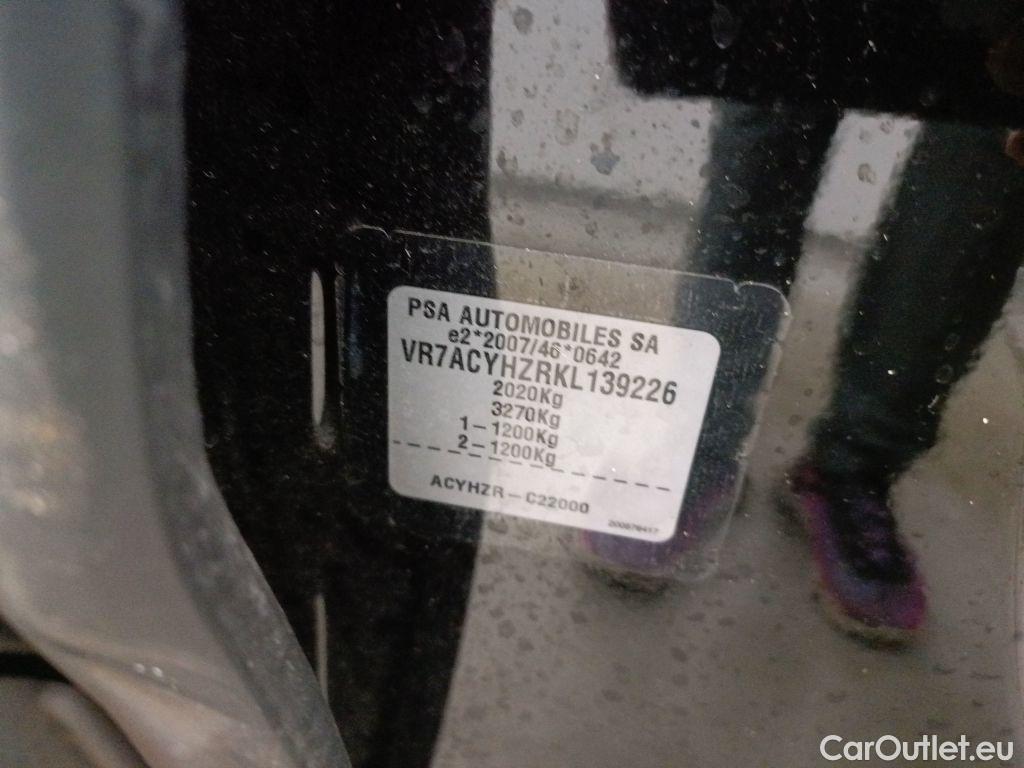 PSA AUTOMOBILES SA
e2*2007/46*0642
VR7ACYHZRKL139226
2020Kg
3270Kg
1-1200Kg
2-1200Kg
ACYHZR-C22000
CarOutlet.eu